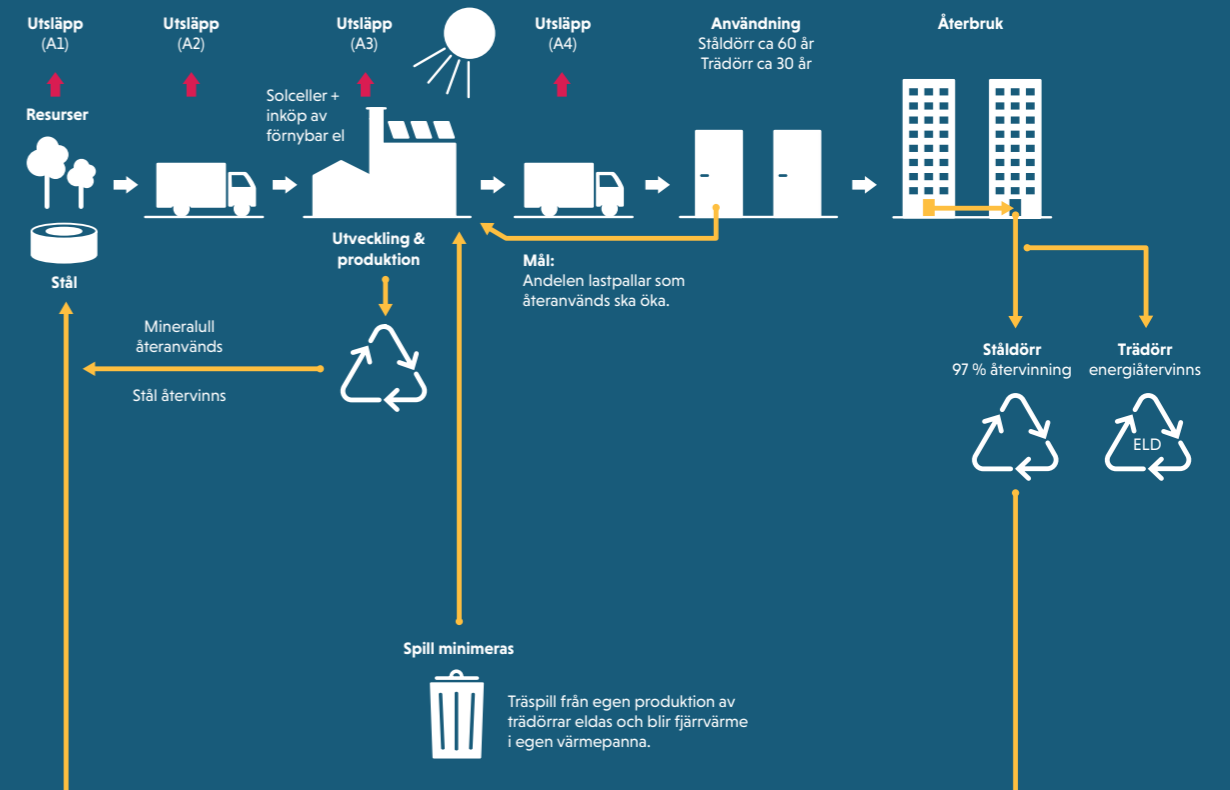 Utsläpp
(A1)
Utsläpp
(A2)
Utsläpp
(A3)
Utsläpp
(A4)
Användning
Ståldörr ca 60 år
Trädörr ca 30 år
Återbruk
Resurser
Solceller +
inköp av
förnybar el
Stål
Utveckling &
produktion
Mål:
Andelen lastpallar som
återanvänds ska öka.
Mineralull
återanvänds
Stål återvinns
Ståldörr
97 % återvinning
Trädörr
energiåtervinns
ELD
Spill minimeras
Träspill från egen produktion av
trädörrar eldas och blir fjärrvärme
i egen värmepanna.